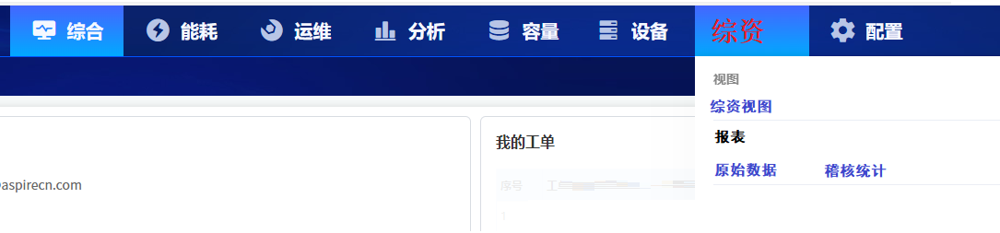 综合 能耗 运维 分析 容量 设备 综资 配置
视图
综资视图
我的工单
报表
序号 工
原始数据 稽核统计
aspirecn.com
1